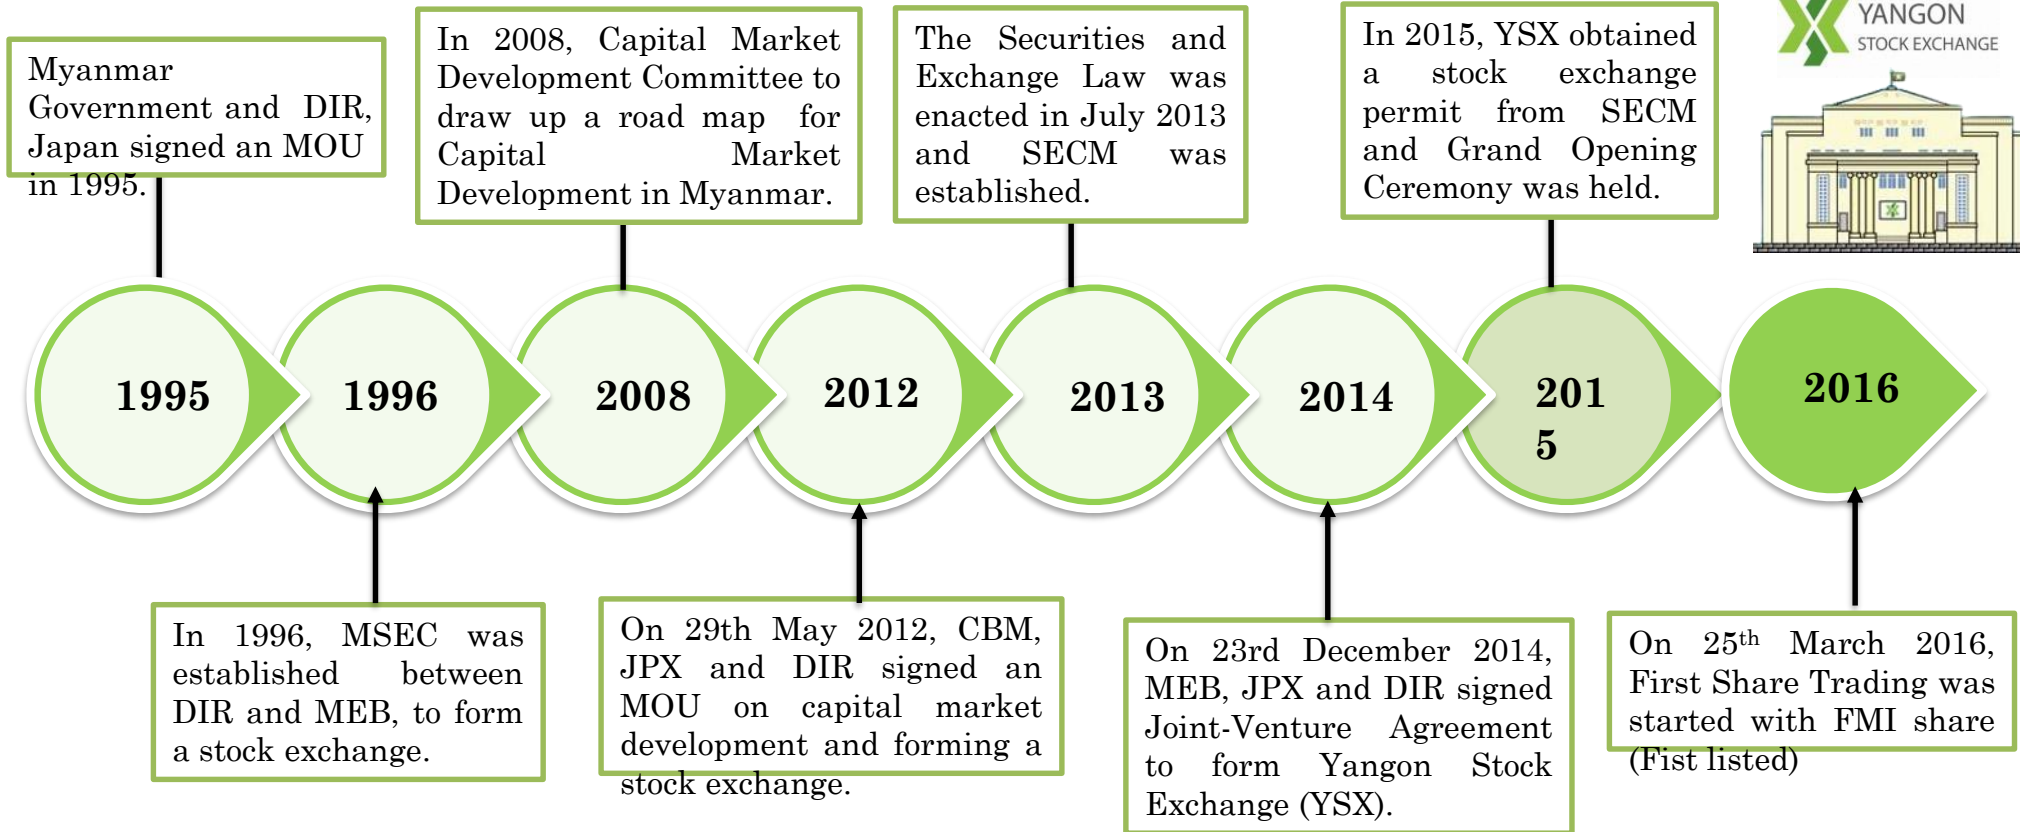 YANGON
STOCK EXCHANGE
Myanmar
Government and DIR,
Japan signed an MOU
in 1995.
In 2008, Capital Market
Development Committee to
draw up a road map for
Capital Market
Development in Myanmar.
The Securities and
Exchange Law was
enacted in July 2013
and SECM was
established.
In 2015, YSX obtained
a stock exchange
permit from SECM
and Grand Opening
Ceremony was held.
1995
1996
2008
2012
2013
2014
201
5
2016
In 1996, MSEC was
established between
DIR and MEB, to form
a stock exchange.
On 29th May 2012, CBM,
JPX and DIR signed an
MOU on capital market
development and forming a
stock exchange.
On 23rd December 2014,
MEB, JPX and DIR signed
Joint-Venture Agreement
to form Yangon Stock
Exchange (YSX).
On 25th March 2016,
First Share Trading was
started with FMI share
(Fist listed)